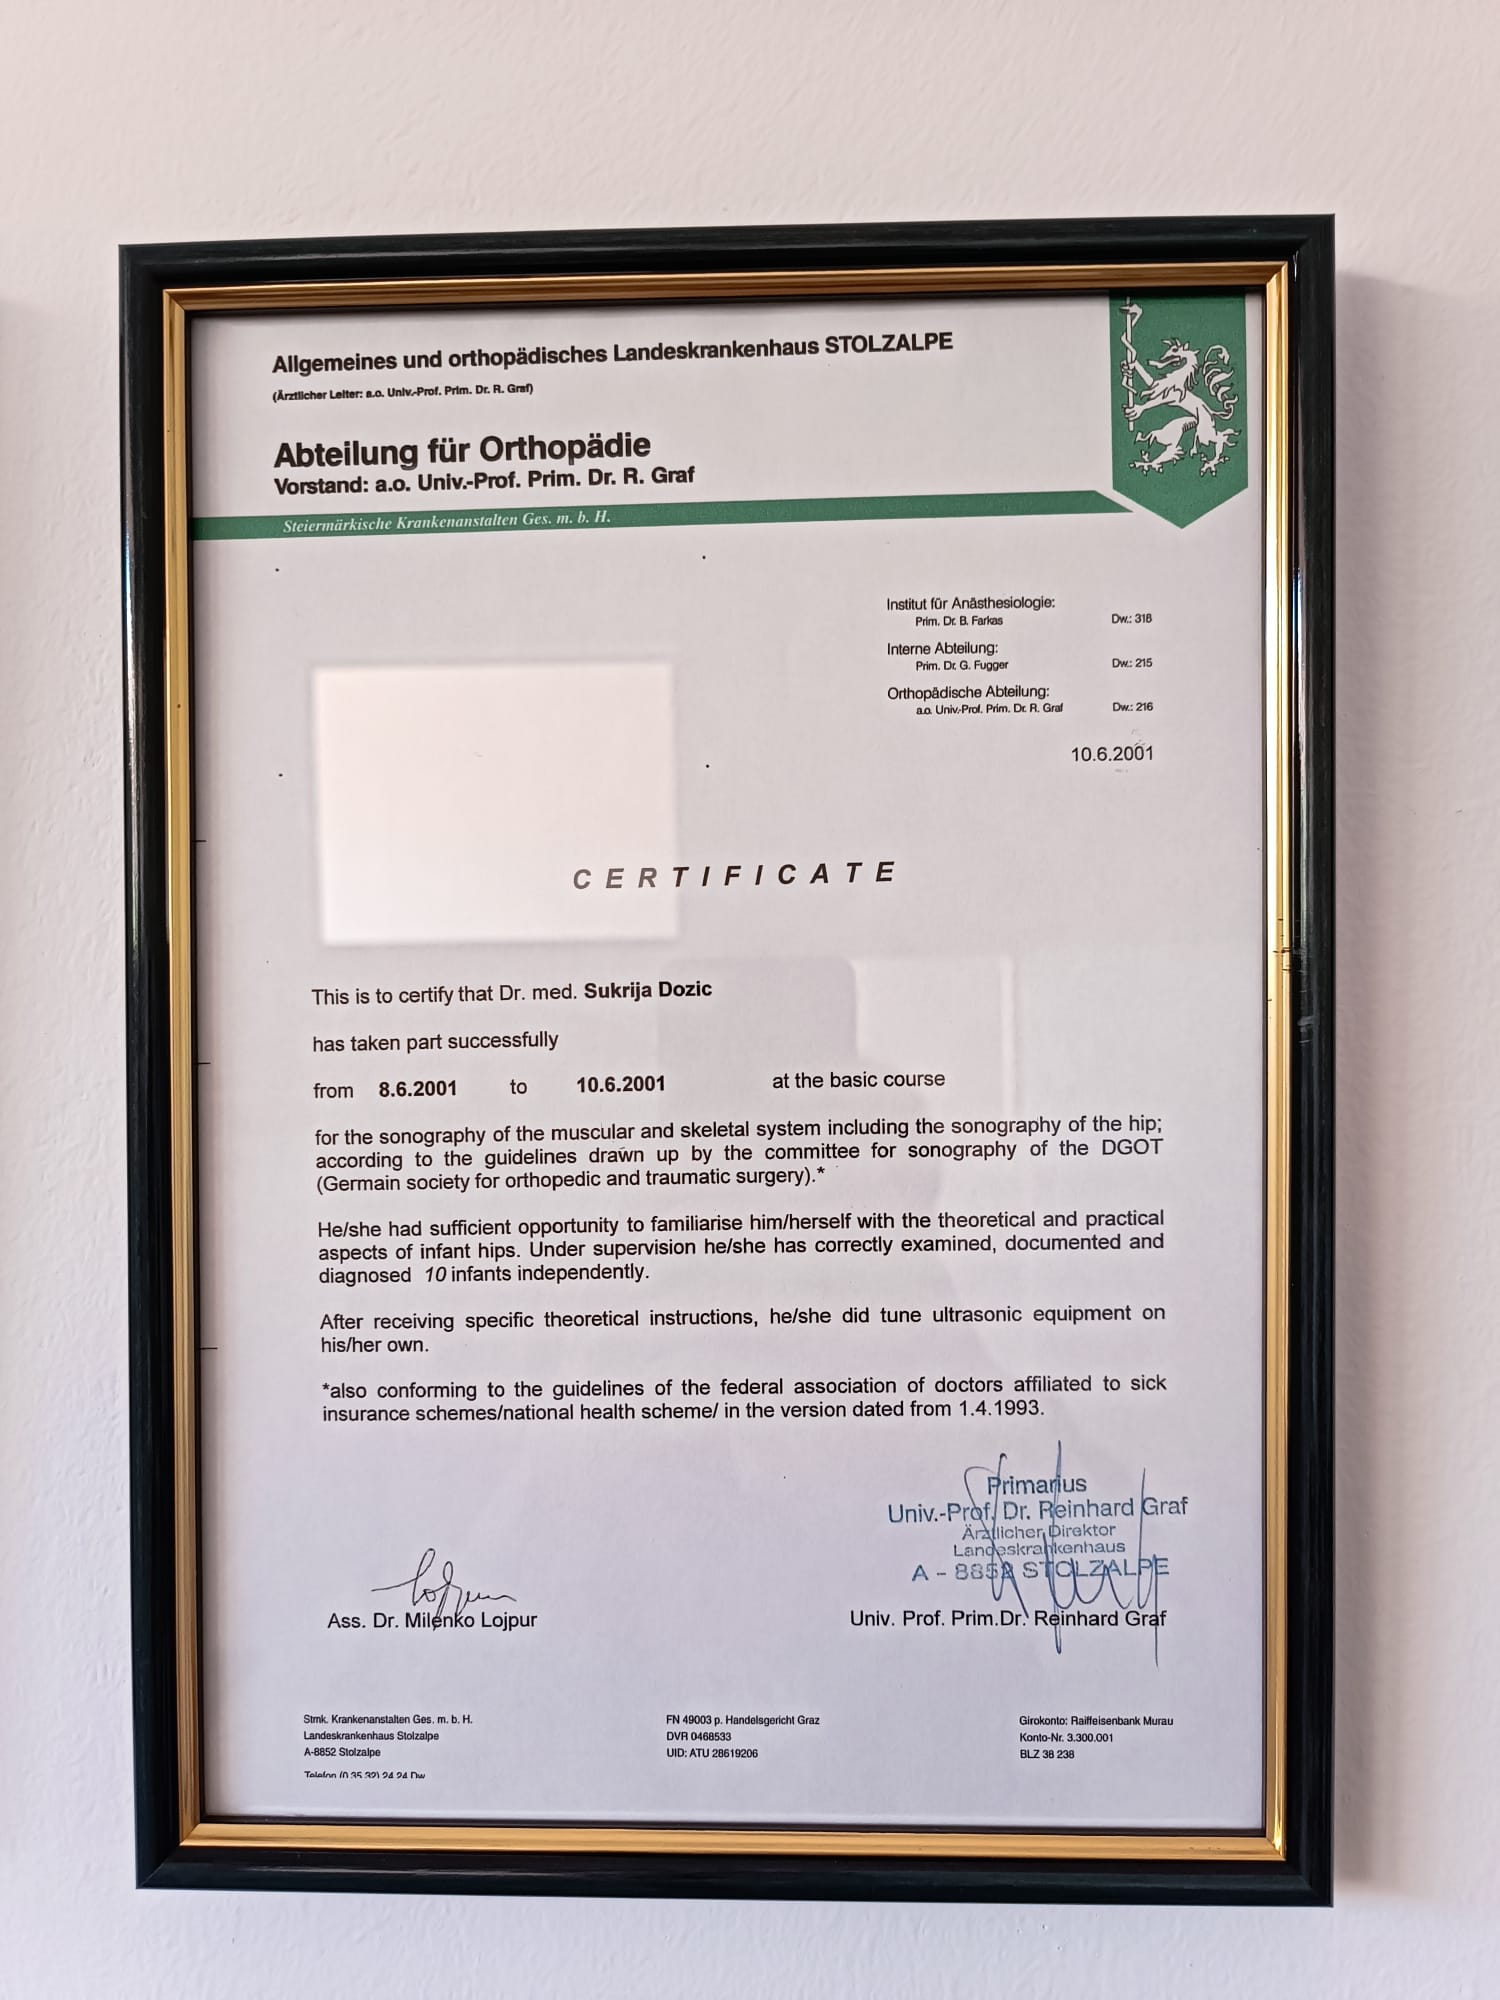 Allgemeines und orthopädisches Landeskrankenhaus STOLZALPE
(Ärztlicher Leiter: a.o. Univ.-Prof. Prim. Dr. R. Graf)
Abteilung für Orthopädie
Vorstand: a.o. Univ.-Prof. Prim. Dr. R. Graf
Steiermärkische Krankenanstalten Ges. m. b. H.
Institut für Anästhesiologie:
Prim. Dr. B. Farkas Dw.: 318
Interne Abteilung:
Prim. Dr. G. Fugger Dw.: 215
Orthopädische Abteilung:
a.o. Univ.-Prof. Prim. Dr. R. Graf Dw.: 216
10.6.2001
CERTIFICATE
This is to certify that Dr. med. Sukrija Dozic
has taken part successfully
from 8.6.2001 to 10.6.2001 at the basic course
for the sonography of the muscular and skeletal system including the sonography of the hip;
according to the guidelines drawn up by the committee for sonography of the DGOT
(Germain society for orthopedic and traumatic surgery).*
He/she had sufficient opportunity to familiarise him/herself with the theoretical and practical
aspects of infant hips. Under supervision he/she has correctly examined, documented and
diagnosed 10 infants independently.
After receiving specific theoretical instructions, he/she did tune ultrasonic equipment on
his/her own.
*also conforming to the guidelines of the federal association of doctors affiliated to sick
insurance schemes/national health scheme/ in the version dated from 1.4.1993.
Primarius
Univ.-Prof. Dr. Reinhard Graf
Ärztlicher Direktor
Landeskrankenhaus
A - 8852 STOLZALPE
Ass. Dr. Milenko Lojpur
Univ. Prof. Prim.Dr. Reinhard Graf
Stmk. Krankenanstalten Ges. m. b. H.
Landeskrankenhaus Stolzalpe
A-8852 Stolzalpe
Telefon (0 35 32) 24 24 Dw
FN 49003 p. Handelsgericht Graz
DVR 0468533
UID: ATU 28619206
Girokonto: Raiffeisenbank Murau
Konto-Nr. 3.300.001
BLZ 38 238